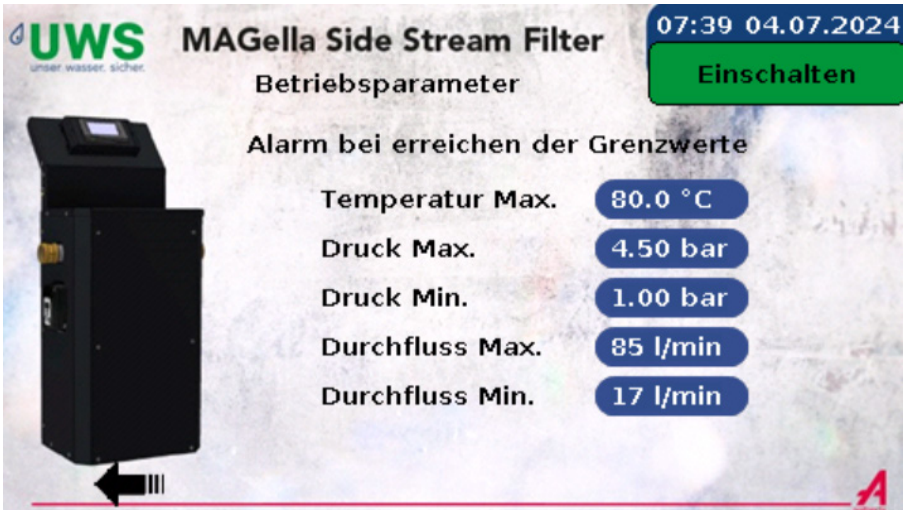 UWS
unser wasser. sicher.
MAGella Side Stream Filter
07:39 04.07.2024
Betriebsparameter
Einschalten
Alarm bei erreichen der Grenzwerte
Temperatur Max. 80.0 °C
Druck Max. 4.50 bar
Druck Min. 1.00 bar
Durchfluss Max. 85 l/min
Durchfluss Min. 17 l/min